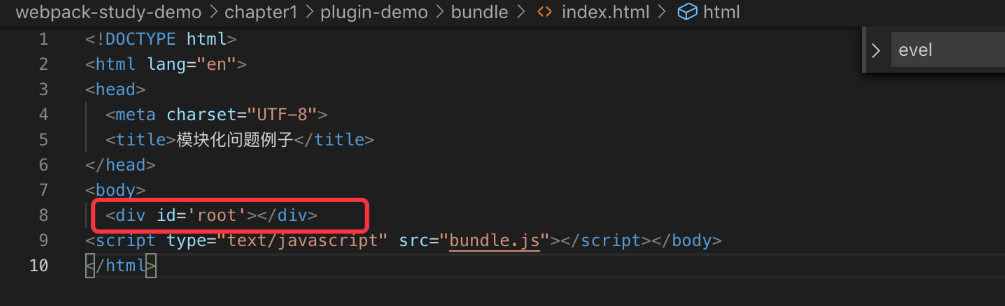 webpack-study-demo > chapter1 > plugin-demo > bundle > <> index.html > html
evel
1 <!DOCTYPE html>
2 <html lang="en">
3 <head>
4 <meta charset="UTF-8">
5 <title>模块化问题例子</title>
6 </head>
7 <body>
8 <div id='root'></div>
9 <script type="text/javascript" src="bundle.js"></script></body>
10 </html>